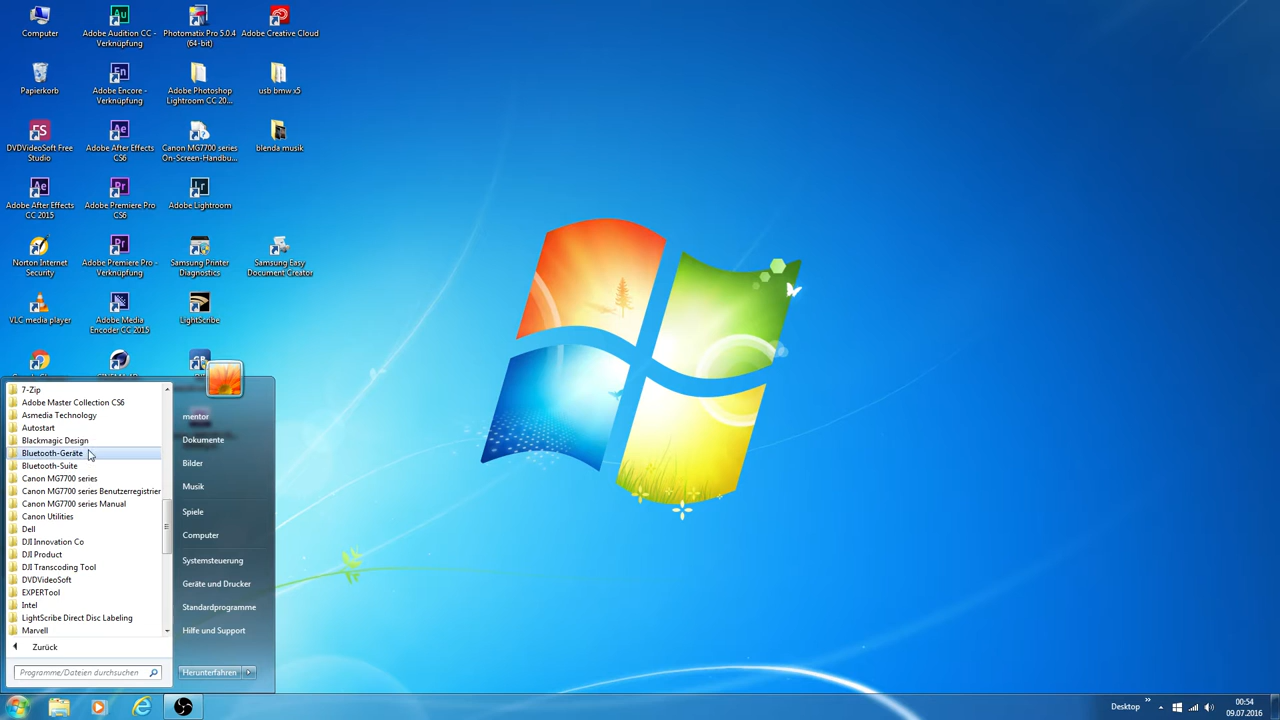 Computer
Adobe Audition CC -
Verknüpfung
Photomatix Pro 5.0.4
(64-bit)
Adobe Creative Cloud
Papierkorb
Adobe Encore -
Verknüpfung
Adobe Photoshop
Lightroom CC 20...
usb bmw x5
DVDVideoSoft Free
Studio
Adobe After Effects
CS6
Canon MG7700 series
On-Screen-Handbu...
blenda musik
Adobe After Effects
CC 2015
Adobe Premiere Pro
CS6
Adobe Lightroom
Norton Internet
Security
Adobe Premiere Pro -
Verknüpfung
Samsung Printer
Diagnostics
Samsung Easy
Document Creator
VLC media player
Adobe Media
Encoder CC 2015
LightScribe
7-Zip
Adobe Master Collection CS6
Asmedia Technology
Autostart
Blackmagic Design
Bluetooth-Geräte
Bluetooth-Suite
Canon MG7700 series
Canon MG7700 series Benutzerregistrier
Canon MG7700 series Manual
Canon Utilities
Dell
DJI Innovation Co
DJI Product
DJI Transcoding Tool
DVDVideoSoft
EXPERTool
Intel
LightScribe Direct Disc Labeling
Marvell
Zurück
Programme/Dateien durchsuchen
mentor
Dokumente
Bilder
Musik
Spiele
Computer
Systemsteuerung
Geräte und Drucker
Standardprogramme
Hilfe und Support
Herunterfahren
Desktop
00:54
09.07.2016